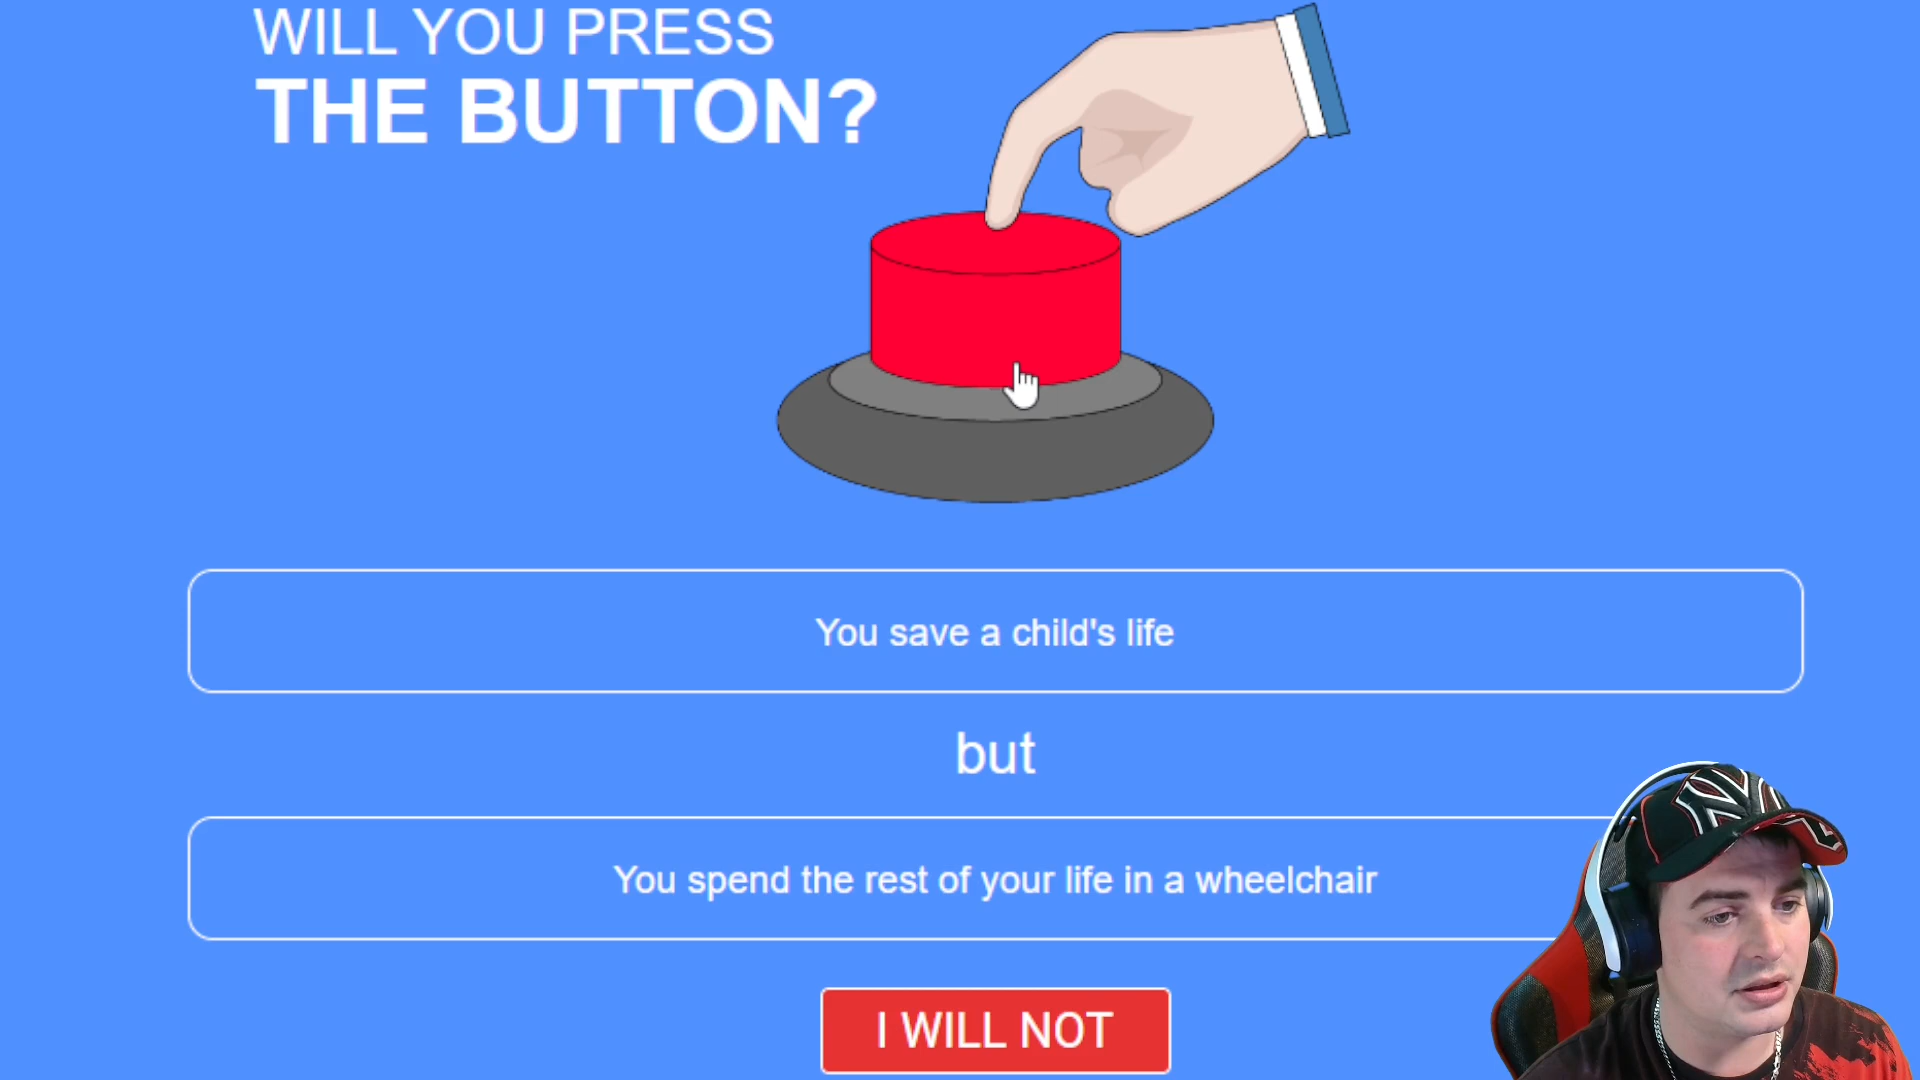 WILL YOU PRESS
THE BUTTON?
You save a child's life
but
You spend the rest of your life in a wheelchair
I WILL NOT